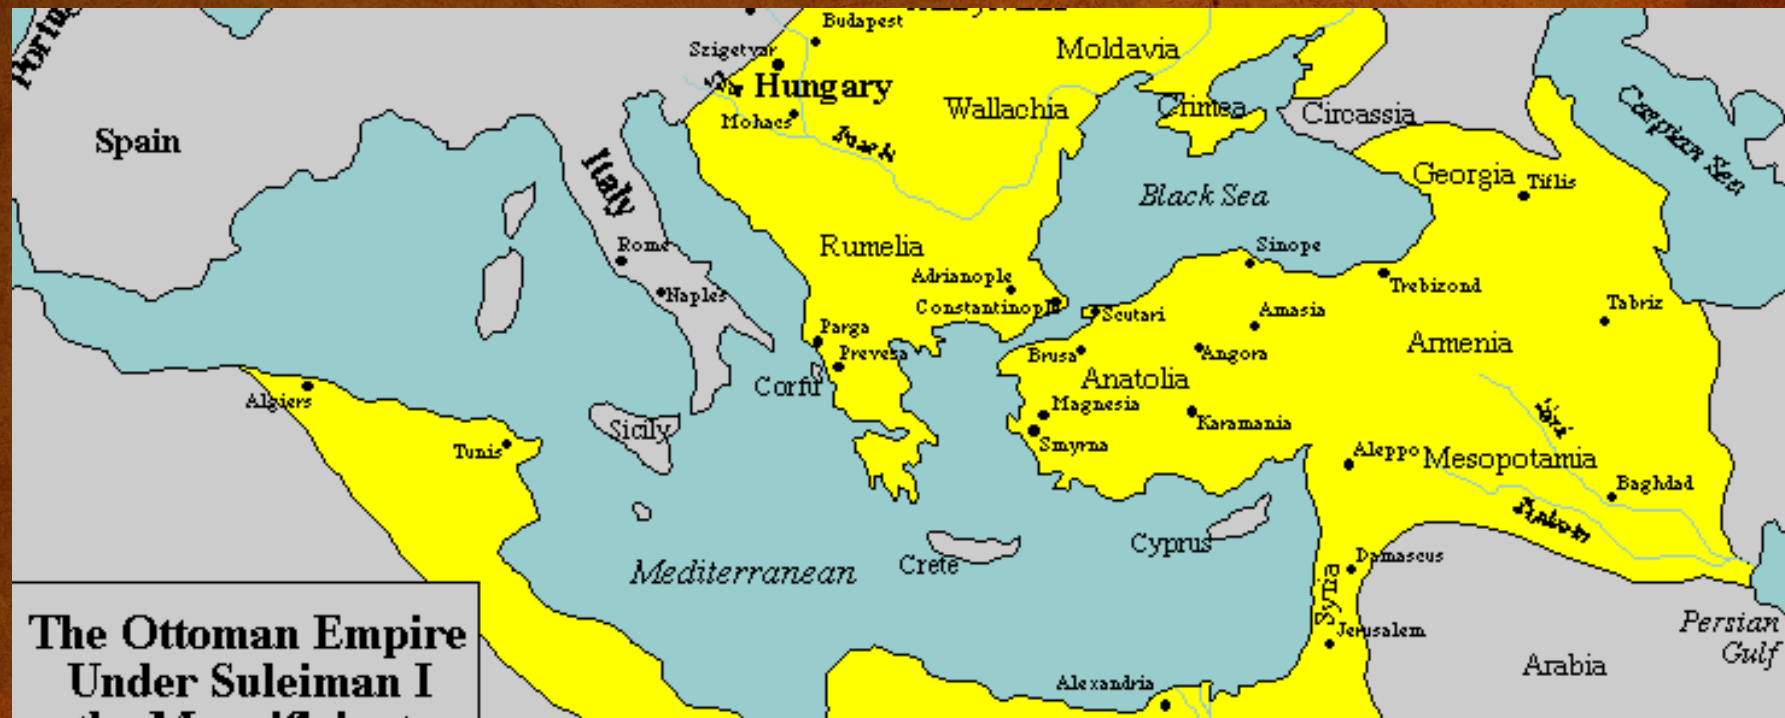 Portu
Budapest
Szigetvar
Moldavia
Hungary
Wallachia
Crimea
Circassia
Caspian Sea
Spain
Mohacs
Italy
Georgia
Tiflis
Black Sea
Rome
Rumelia
Sinope
Adrianople
Trebizond
Naples
Constantinople
Scutari
Amasia
Tabriz
Parga
Prevesa
Brusa
Angora
Armenia
Corfu
Anatolia
Algiers
Magnesia
Karamania
Sicily
Tunis
Smyrna
Aleppo
Mesopotamia
Baghdad
Cyprus
Crete
Mediterranean
Damascus
Syria
Jerusalem
Persian
Gulf
Arabia
Alexandria
The Ottoman Empire
Under Suleiman I